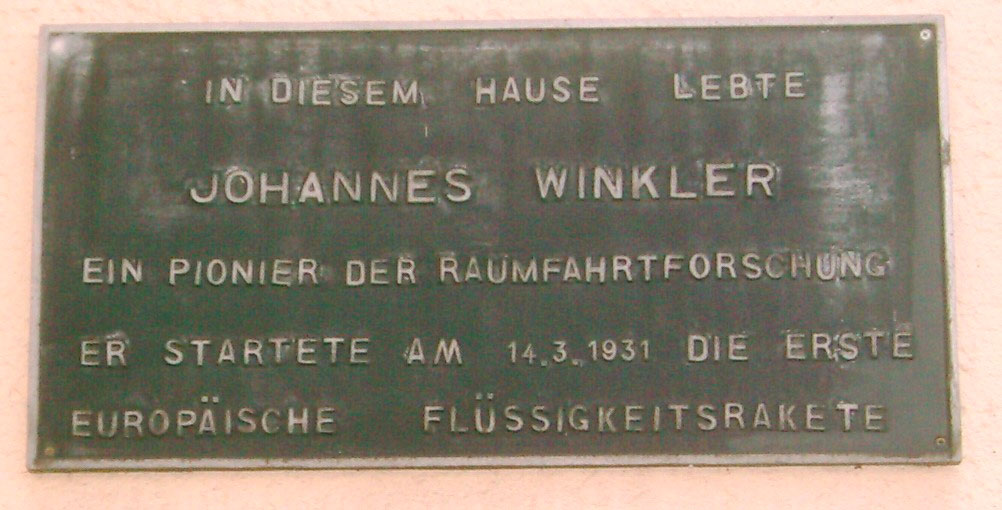 IN DIESEM HAUSE LEBTE
JOHANNES WINKLER
EIN PIONIER DER RAUMFAHRTFORSCHUNG
ER STARTETE AM 14.3.1931 DIE ERSTE
EUROPÄISCHE FLÜSSIGKEITSRAKETE